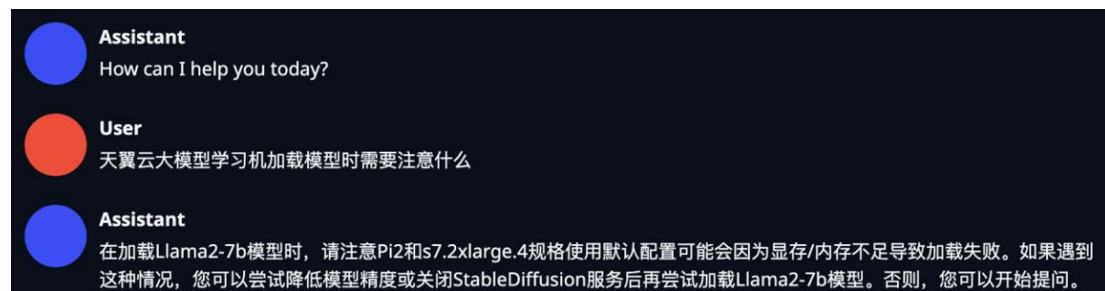 Assistant
How can I help you today?
User
天翼云大模型学习机加载模型时需要注意什么
Assistant
在加载Llama2-7b模型时，请注意Pi2和s7.2xlarge.4规格使用默认配置可能会因为显存/内存不足导致加载失败。如果遇到
这种情况，您可以尝试降低模型精度或关闭StableDiffusion服务后再尝试加载Llama2-7b模型。否则，您可以开始提问。